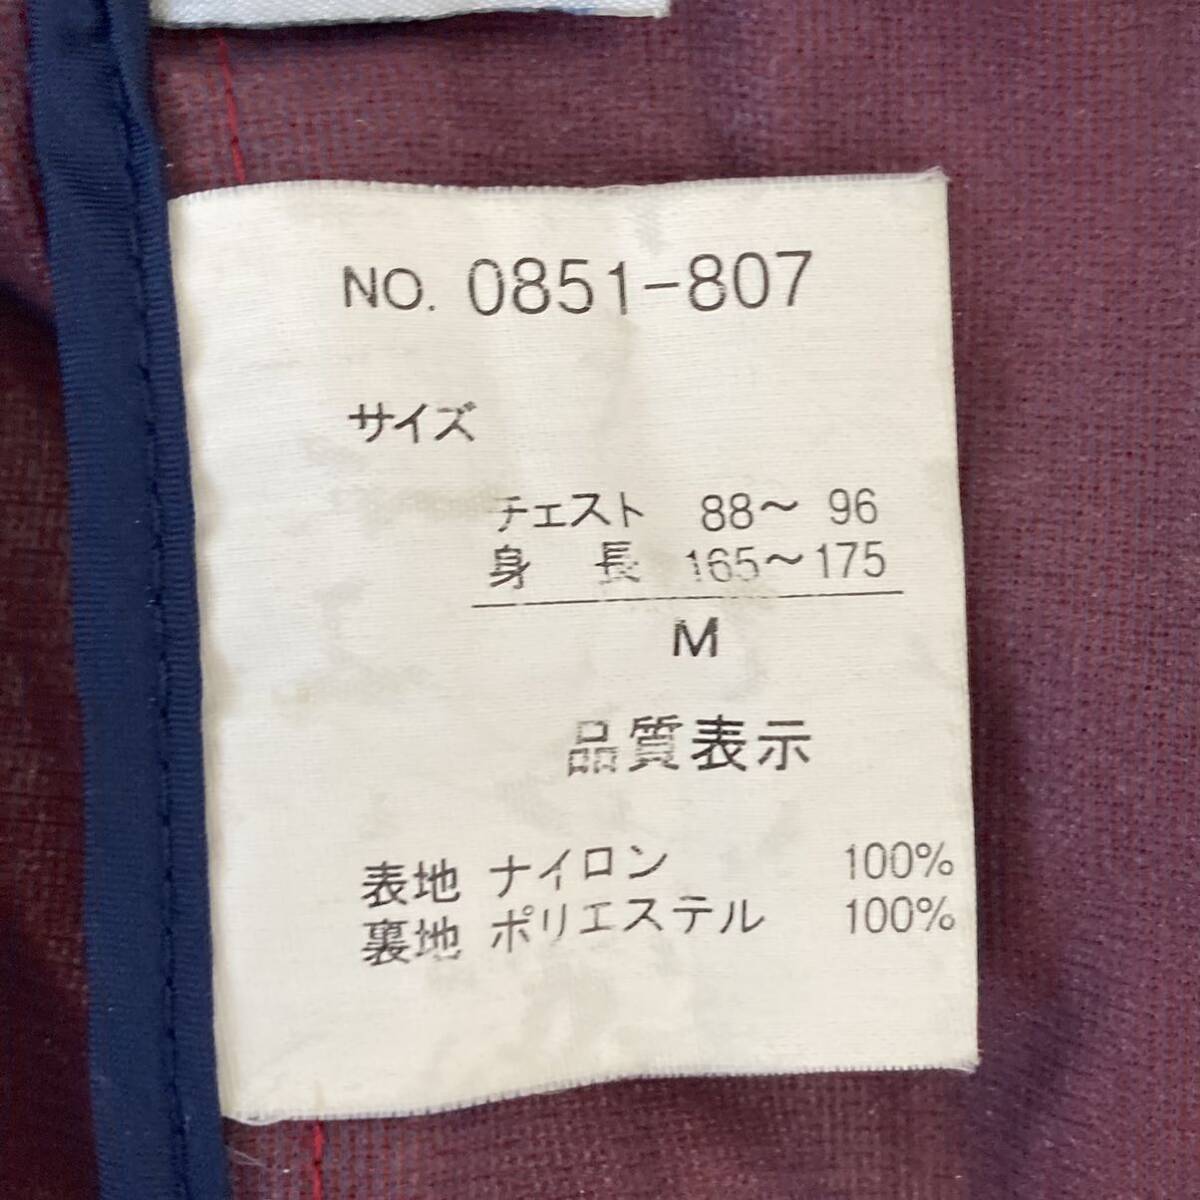 NO. 0851-807
サイズ
チェスト 88〜 96
身 長 165〜175
M
品質表示
表地 ナイロン 100%
裏地 ポリエステル 100%